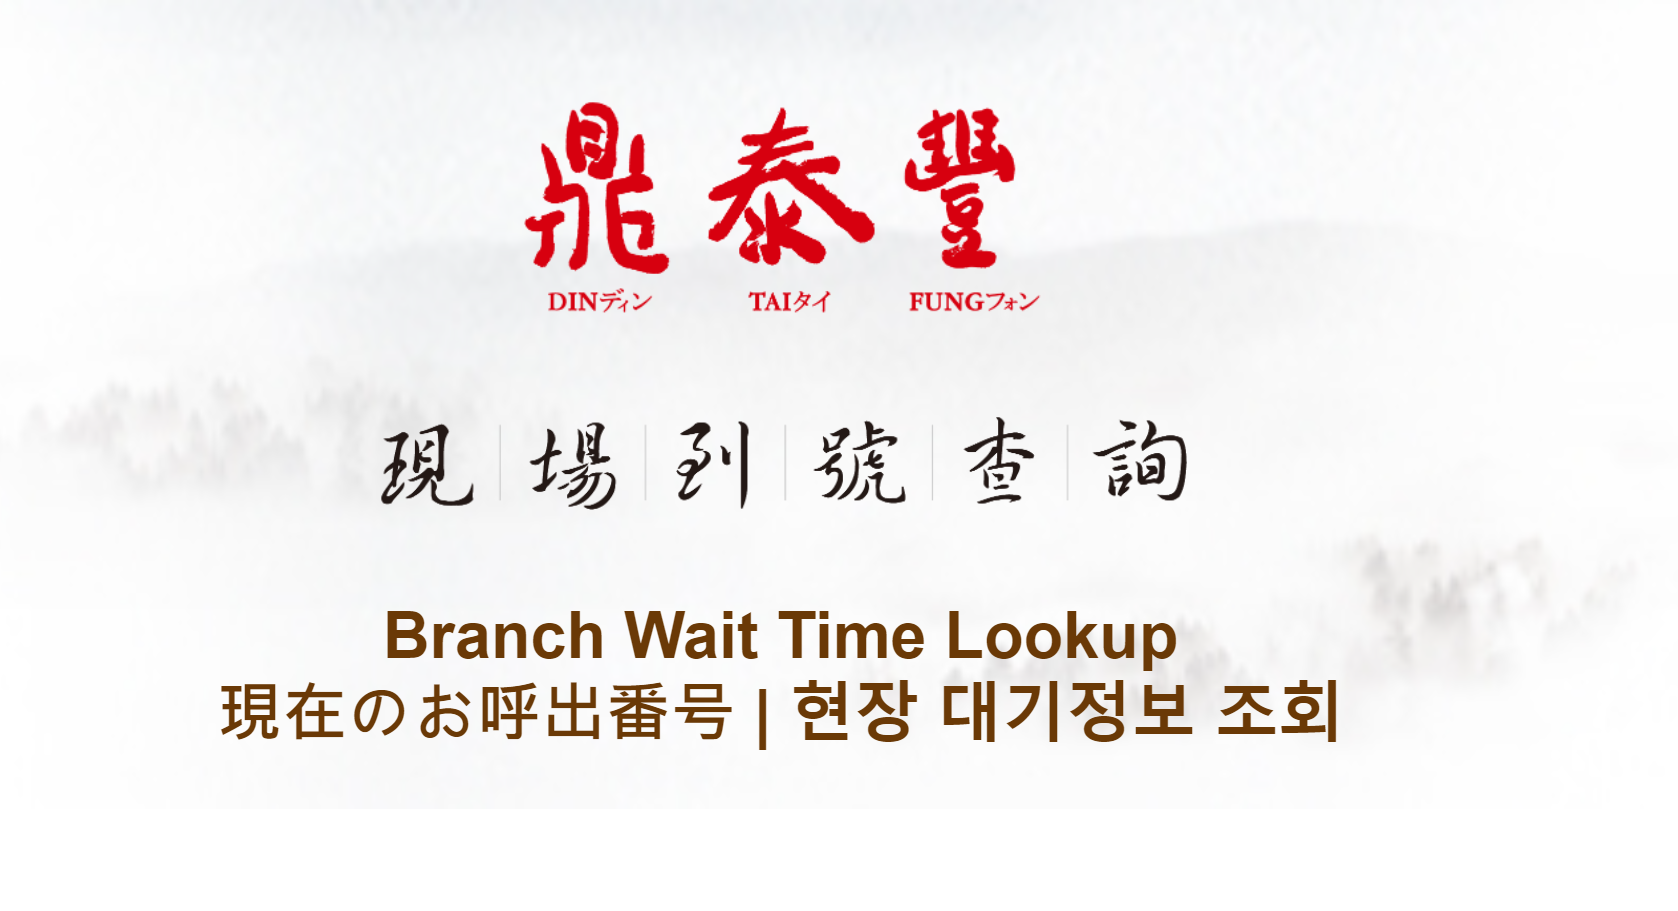 鼎泰豐
DINディン TAIタイ FUNGフォン
現場到號查詢
Branch Wait Time Lookup
現在のお呼出番号 | 현장 대기정보 조회